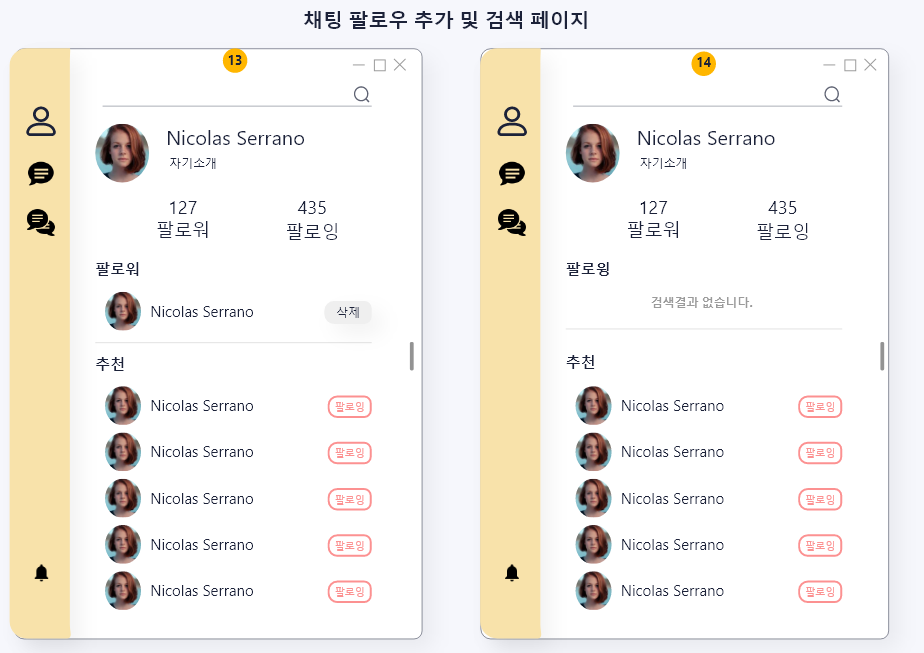 채팅 팔로우 추가 및 검색 페이지
13
Nicolas Serrano
자기소개
127
팔로워
435
팔로잉
팔로워
Nicolas Serrano
삭제
추천
Nicolas Serrano
팔로잉
Nicolas Serrano
팔로잉
Nicolas Serrano
팔로잉
Nicolas Serrano
팔로잉
Nicolas Serrano
팔로잉
14
Nicolas Serrano
자기소개
127
팔로워
435
팔로잉
팔로윙
검색결과 없습니다.
추천
Nicolas Serrano
팔로잉
Nicolas Serrano
팔로잉
Nicolas Serrano
팔로잉
Nicolas Serrano
팔로잉
Nicolas Serrano
팔로잉